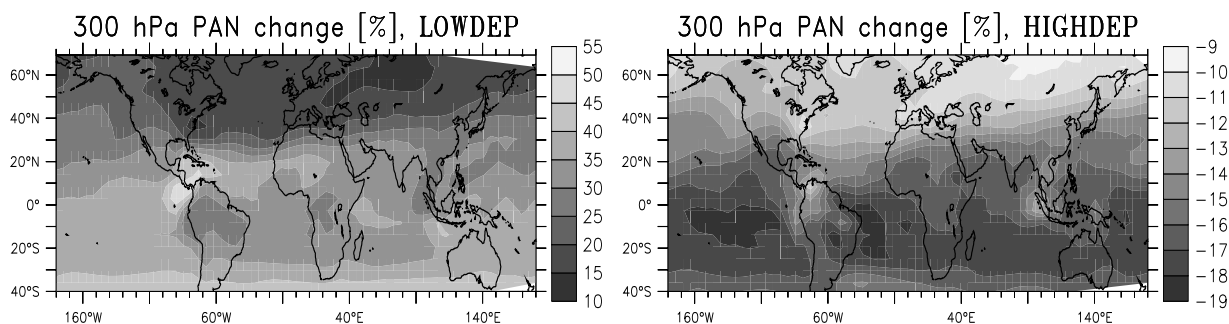 300 hPa PAN change [%], LOWDEP
60°N
40°N
20°N
0°
20°S
40°S
160°W
60°W
40°E
140°E
55
50
45
40
35
30
25
20
15
10
300 hPa PAN change [%], HIGHDEP
60°N
40°N
20°N
0°
20°S
40°S
160°W
60°W
40°E
140°E
-9
-10
-11
-12
-13
-14
-15
-16
-17
-18
-19